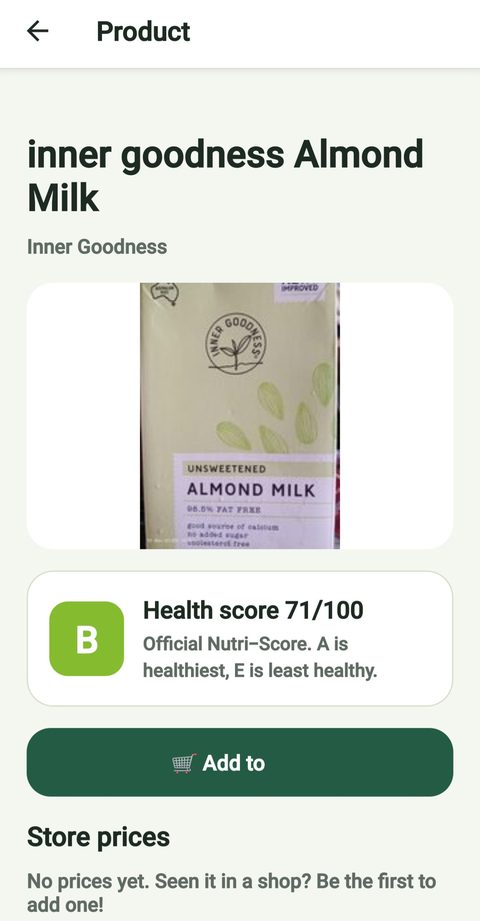 Product
inner goodness Almond
Milk
Inner Goodness
IMPROVED
INNER GOODNESS
UNSWEETENED
ALMOND MILK
98.5% FAT FREE
good source of calcium
no added sugar
cholesterol free
B
Health score 71/100
Official Nutri-Score. A is
healthiest, E is least healthy.
Add to
Store prices
No prices yet. Seen it in a shop? Be the first to
add one!